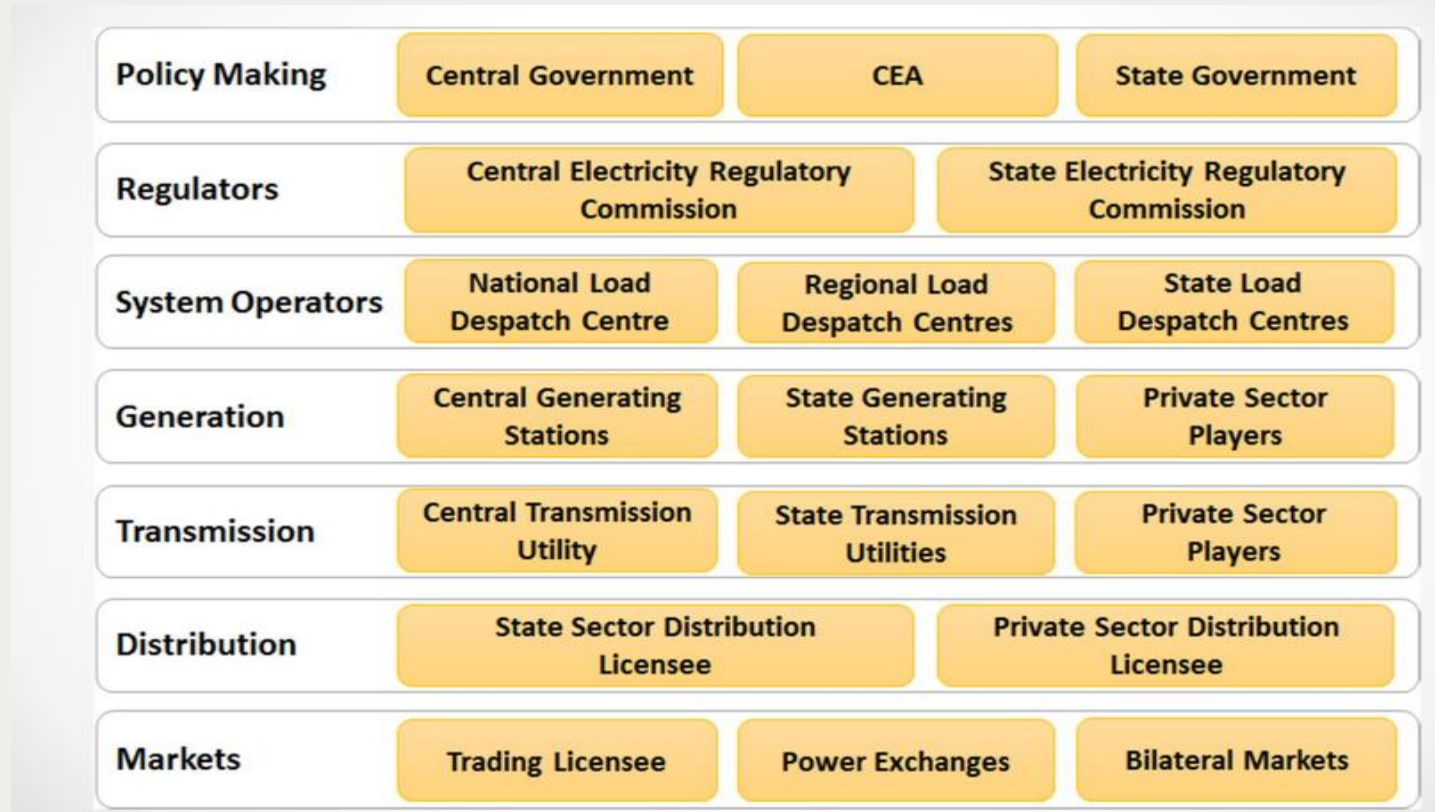 Policy Making
Central Government
CEA
State Government
Regulators
Central Electricity Regulatory
Commission
State Electricity Regulatory
Commission
System Operators
National Load
Despatch Centre
Regional Load
Despatch Centres
State Load
Despatch Centres
Generation
Central Generating
Stations
State Generating
Stations
Private Sector
Players
Transmission
Central Transmission
Utility
State Transmission
Utilities
Private Sector
Players
Distribution
State Sector Distribution
Licensee
Private Sector Distribution
Licensee
Markets
Trading Licensee
Power Exchanges
Bilateral Markets